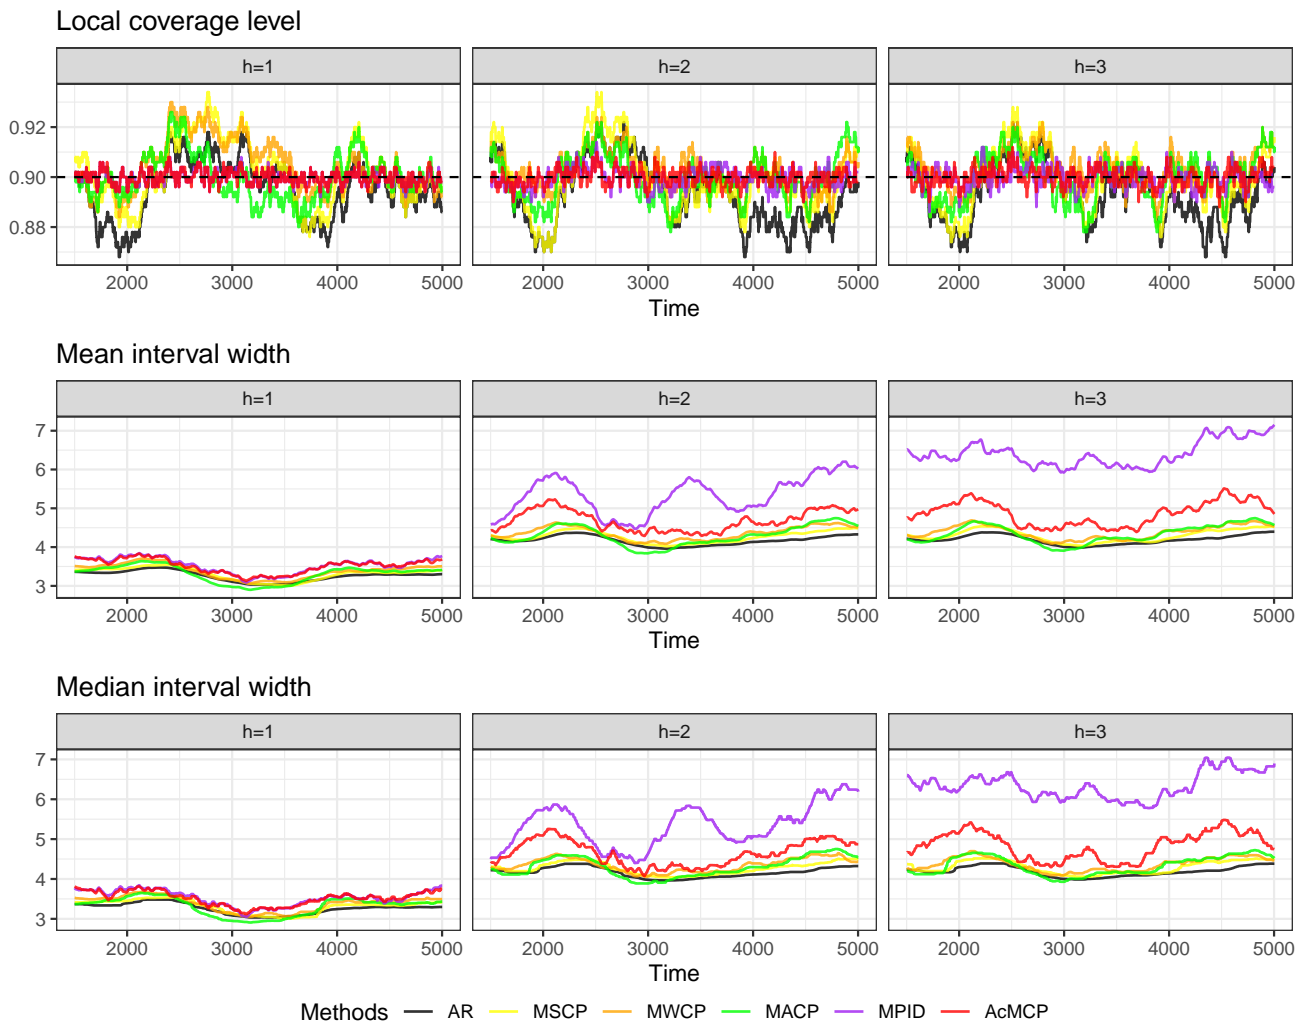 Local coverage level
h=1 h=2 h=3
0.92
0.90
0.88
2000 3000 4000 5000 2000 3000 4000 5000 2000 3000 4000 5000
Time
Mean interval width
h=1 h=2 h=3
7
6
5
4
3
2000 3000 4000 5000 2000 3000 4000 5000 2000 3000 4000 5000
Time
Median interval width
h=1 h=2 h=3
7
6
5
4
3
2000 3000 4000 5000 2000 3000 4000 5000 2000 3000 4000 5000
Time
Methods AR MSCP MWCP MACP MPID AcMCP